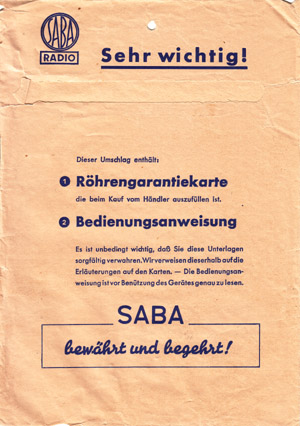 SABA
RADIO
Sehr wichtig!
Dieser Umschlag enthält:
1 Röhrengarantiekarte
die beim Kauf vom Händler auszufüllen ist.
2 Bedienungsanweisung
Es ist unbedingt wichtig, daß Sie diese Unterlagen
sorgfältig verwahren. Wir verweisen dieserhalb auf die
Erläuterungen auf den Karten. — Die Bedienungsan-
weisung ist vor Benützung des Gerätes genau zu lesen.
SABA
bewährt und begehrt!